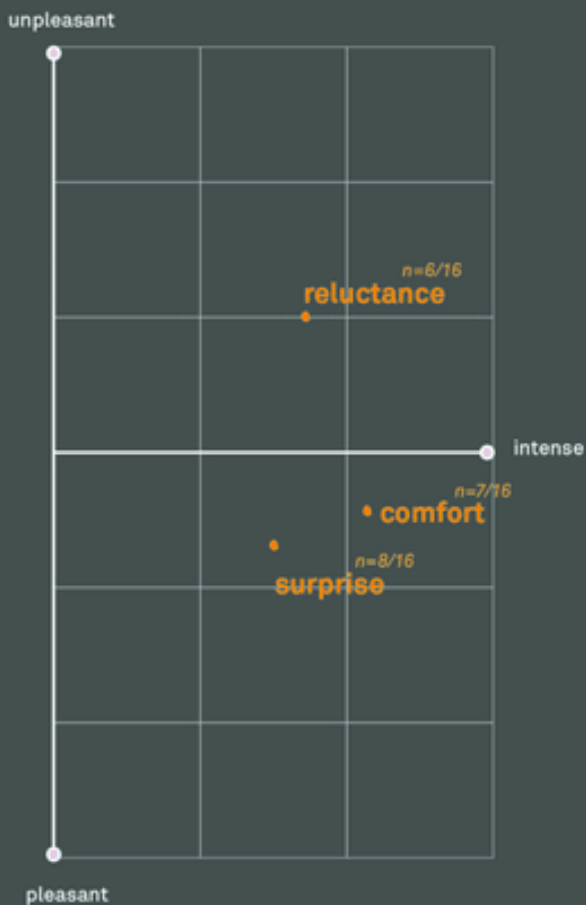 unpleasant
n=6/16
reluctance
intense
n=7/16
comfort
n=8/16
surprise
pleasant